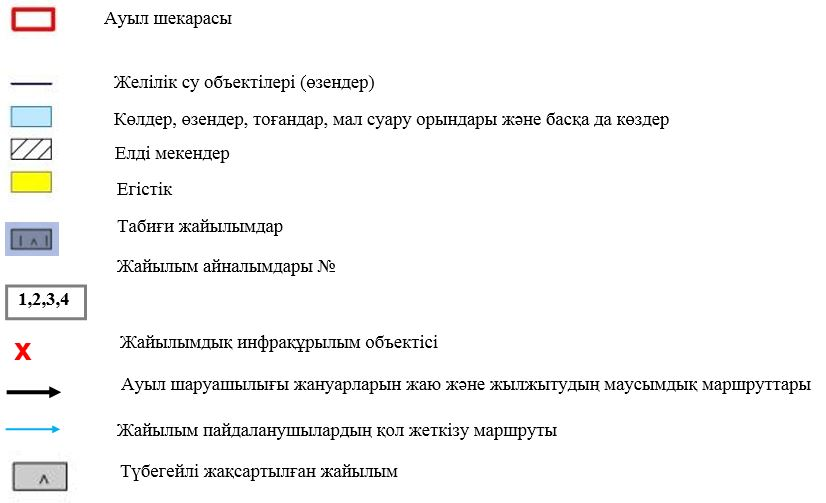 Ауыл шекарасы
Желілік су объектілері (өзендер)
Көлдер, өзендер, тоғандар, мал суару орындары және басқа да көздер
Елді мекендер
Егістік
Табиғи жайылымдар
Жайылым айналымдары №
1,2,3,4
Х Жайылымдық инфрақұрылым объектісі
Ауыл шаруашылығы жануарларын жаю және жылжытудың маусымдық маршруттары
Жайылым пайдаланушылардың қол жеткізу маршруты
Түбегейлі жақсартылған жайылым